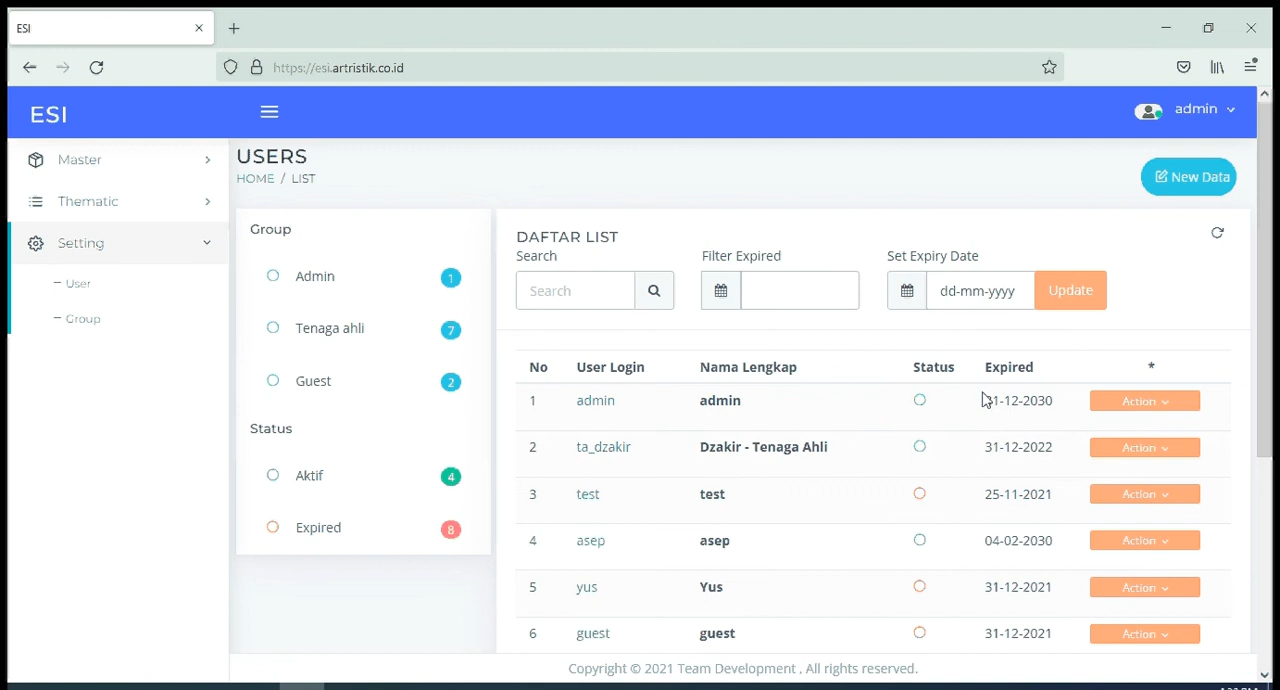 ESI
https://esi.artristik.co.id
ESI
admin
Master
Thematic
Setting
User
Group
USERS
HOME / LIST
New Data
Group
Admin 1
Tenaga ahli 7
Guest 2
Status
Aktif 4
Expired 8
DAFTAR LIST
Search Filter Expired Set Expiry Date
Search dd-mm-yyyy Update
No User Login Nama Lengkap Status Expired *
1 admin admin 31-12-2030 Action
2 ta_dzakir Dzakir - Tenaga Ahli 31-12-2022 Action
3 test test 25-11-2021 Action
4 asep asep 04-02-2030 Action
5 yus Yus 31-12-2021 Action
6 guest guest 31-12-2021 Action
Copyright © 2021 Team Development , All rights reserved.